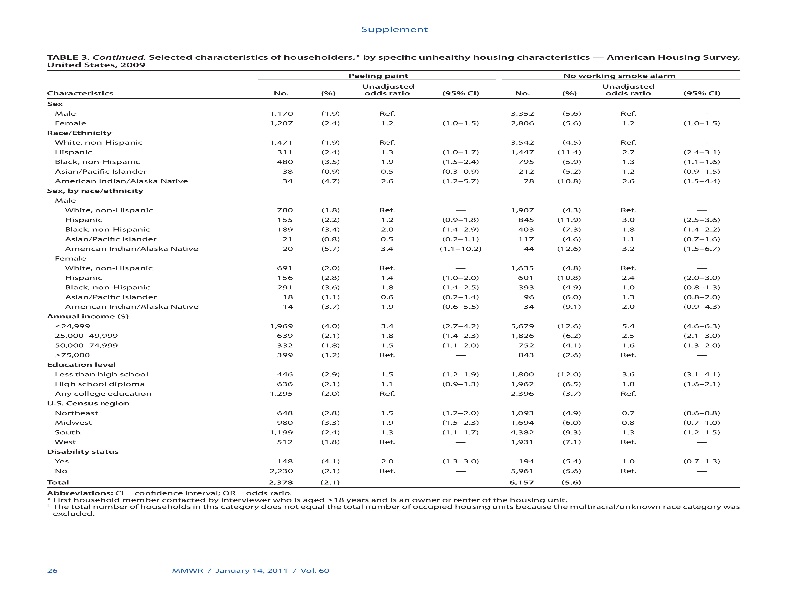 Supplement
TABLE 3. Continued. Selected characteristics of householders,* by specific unhealthy housing characteristics — American Housing Survey,
United States, 2009
Peeling paint No working smoke alarm
Characteristics No. (%) Unadjusted odds ratio (95% CI) No. (%) Unadjusted odds ratio (95% CI)
Sex
Male 1,170 (1.9) Ref. 3,352 (5.6) Ref.
Female 1,207 (2.4) 1.2 (1.0–1.5) 2,806 (5.6) 1.2 (1.0–1.5)
Race/Ethnicity
White, non-Hispanic 1,471 (1.9) Ref. 3,542 (4.5) Ref.
Hispanic 311 (2.4) 1.3 (1.0–1.7) 1,447 (11.4) 2.7 (2.4–3.1)
Black, non-Hispanic 480 (3.5) 1.9 (1.5–2.4) 795 (5.9) 1.3 (1.1–1.6)
Asian/Pacific Islander 38 (0.9) 0.5 (0.3–0.9) 212 (5.2) 1.2 (0.9–1.5)
American Indian/Alaska Native 34 (4.7) 2.6 (1.2–5.7) 78 (10.8) 2.6 (1.5–4.4)
Sex, by race/ethnicity
Male
White, non-Hispanic 780 (1.8) Ref. — 1,907 (4.3) Ref. —
Hispanic 155 (2.2) 1.2 (0.9–1.8) 845 (11.9) 3.0 (2.5–3.6)
Black, non-Hispanic 189 (3.4) 2.0 (1.4–2.9) 403 (7.3) 1.8 (1.4–2.2)
Asian/Pacific Islander 21 (0.8) 0.5 (0.2–1.1) 117 (4.6) 1.1 (0.7–1.6)
American Indian/Alaska Native 20 (5.7) 3.4 (1.1–10.2) 44 (12.6) 3.2 (1.5–6.7)
Female
White, non-Hispanic 691 (2.0) Ref. — 1,635 (4.8) Ref. —
Hispanic 156 (2.8) 1.4 (1.0–2.0) 601 (10.8) 2.4 (2.0–3.0)
Black, non-Hispanic 291 (3.6) 1.8 (1.4–2.5) 393 (4.9) 1.0 (0.8–1.3)
Asian/Pacific Islander 18 (1.1) 0.6 (0.2–1.4) 96 (6.0) 1.3 (0.8–2.0)
American Indian/Alaska Native 14 (3.7) 1.9 (0.6–5.5) 34 (9.1) 2.0 (0.9–4.3)
Annual income ($)
<24,999 1,969 (4.0) 3.4 (2.7–4.2) 5,679 (12.6) 5.4 (4.6–6.3)
25,000–49,999 639 (2.1) 1.8 (1.4–2.3) 1,826 (6.2) 2.5 (2.1–3.0)
50,000–74,999 332 (1.8) 1.5 (1.1–2.0) 752 (4.1) 1.6 (1.3–2.0)
>75,000 399 (1.2) Ref. — 843 (2.6) Ref. —
Education level
Less than high school 446 (2.9) 1.5 (1.2–1.9) 1,800 (12.0) 3.6 (3.1–4.1)
High school diploma 636 (2.1) 1.1 (0.9–1.3) 1,962 (6.5) 1.8 (1.6–2.1)
Any college education 1,295 (2.0) Ref. 2,396 (3.7) Ref.
U.S. Census region
Northeast 648 (2.8) 1.5 (1.2–2.0) 1,093 (4.9) 0.7 (0.6–0.8)
Midwest 980 (3.3) 1.9 (1.5–2.3) 1,694 (6.0) 0.8 (0.7–1.0)
South 1,199 (2.4) 1.3 (1.1–1.7) 4,382 (9.3) 1.3 (1.2–1.5)
West 512 (1.8) Ref. — 1,931 (7.1) Ref. —
Disability status
Yes 148 (4.1) 2.0 (1.3–3.0) 194 (5.4) 1.0 (0.7–1.3)
No 2,230 (2.1) Ref. — 5,961 (5.6) Ref. —
Total 2,378 (2.1) 6,157 (5.6)
Abbreviations: CI = confidence interval; OR = odds ratio.
* First household member contacted by interviewer who is aged >18 years and is an owner or renter of the housing unit.
† The total number of households in this category does not equal the total number of occupied housing units because the multiracial/unknown race category was
excluded.
26 MMWR / January 14, 2011 / Vol. 60